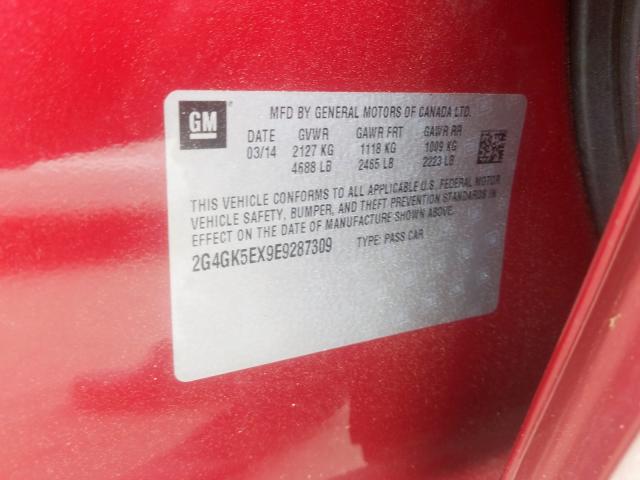 GM
MFD BY GENERAL MOTORS OF CANADA LTD.
DATE GVWR GAWR FRT GAWR RR
03/14 2127 KG 1118 KG 1009 KG
4688 LB 2465 LB 2223 LB
THIS VEHICLE CONFORMS TO ALL APPLICABLE U.S. FEDERAL MOTOR
VEHICLE SAFETY, BUMPER, AND THEFT PREVENTION STANDARDS IN
EFFECT ON THE DATE OF MANUFACTURE SHOWN ABOVE.
2G4GK5EX9E9287309 TYPE: PASS CAR